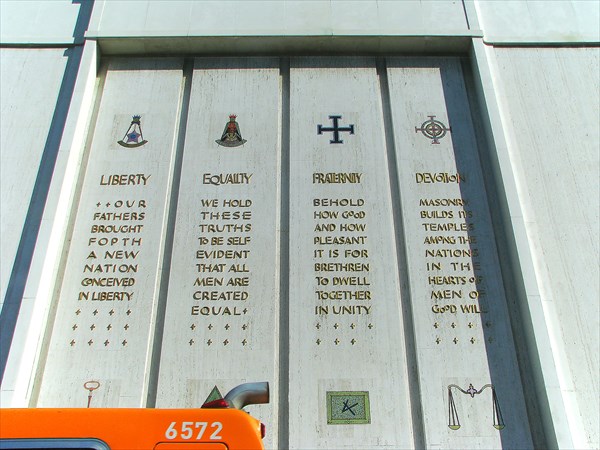 LIBERTY
OUR
FATHERS
BROUGHT
FORTH
A NEW
NATION
CONCEIVED
IN LIBERTY
EQUALITY
WE HOLD
THESE
TRUTHS
TO BE SELF
EVIDENT
THAT ALL
MEN ARE
CREATED
EQUAL
FRATERNITY
BEHOLD
HOW GOOD
AND HOW
PLEASANT
IT IS FOR
BRETHREN
TO DWELL
TOGETHER
IN UNITY
DEVOTION
MASONRY
BUILDS ITS
TEMPLES
AMONG THE
NATIONS
IN THE
HEARTS OF
MEN OF
GOOD WILL
6572